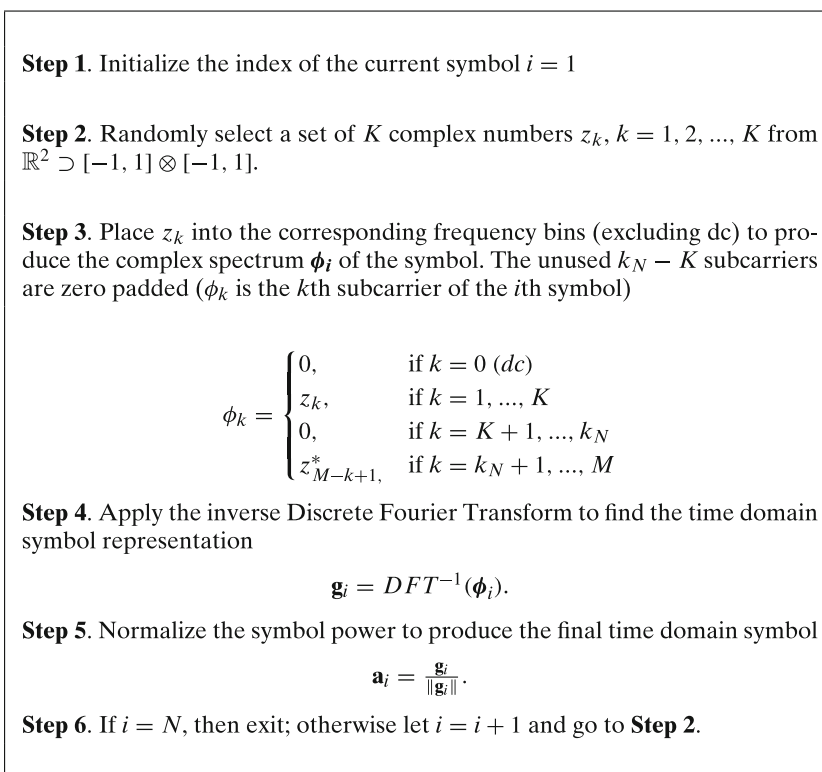 Step 1. Initialize the index of the current symbol i = 1
Step 2. Randomly select a set of K complex numbers z_k, k = 1, 2, ..., K from
ℝ² ⊃ [−1, 1] ⊗ [−1, 1].
Step 3. Place z_k into the corresponding frequency bins (excluding dc) to pro-
duce the complex spectrum ϕ_i of the symbol. The unused k_N − K subcarriers
are zero padded (ϕ_k is the kth subcarrier of the ith symbol)
ϕ_k = { 0, if k = 0 (dc)
z_k, if k = 1, ..., K
0, if k = K + 1, ..., k_N
z*_{M−k+1}, if k = k_N + 1, ..., M
Step 4. Apply the inverse Discrete Fourier Transform to find the time domain
symbol representation
g_i = DFT⁻¹(ϕ_i).
Step 5. Normalize the symbol power to produce the final time domain symbol
a_i = g_i / ‖g_i‖.
Step 6. If i = N, then exit; otherwise let i = i + 1 and go to Step 2.